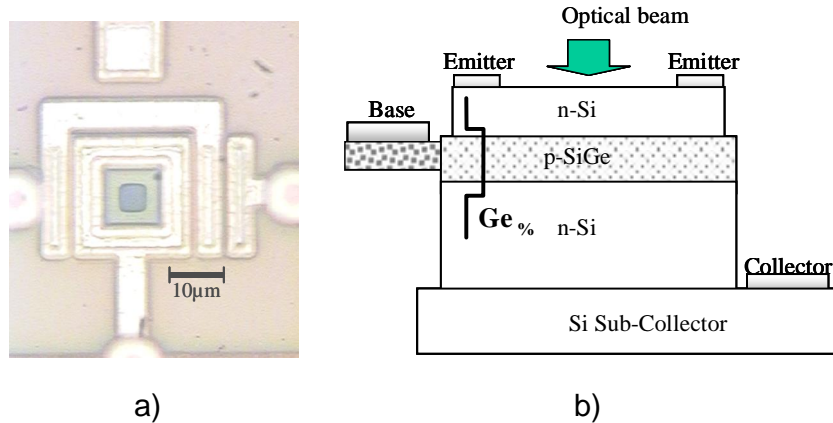 Optical beam
Emitter
Emitter
Base
n-Si
p-SiGe
Ge %
n-Si
Collector
Si Sub-Collector
10µm
a)
b)